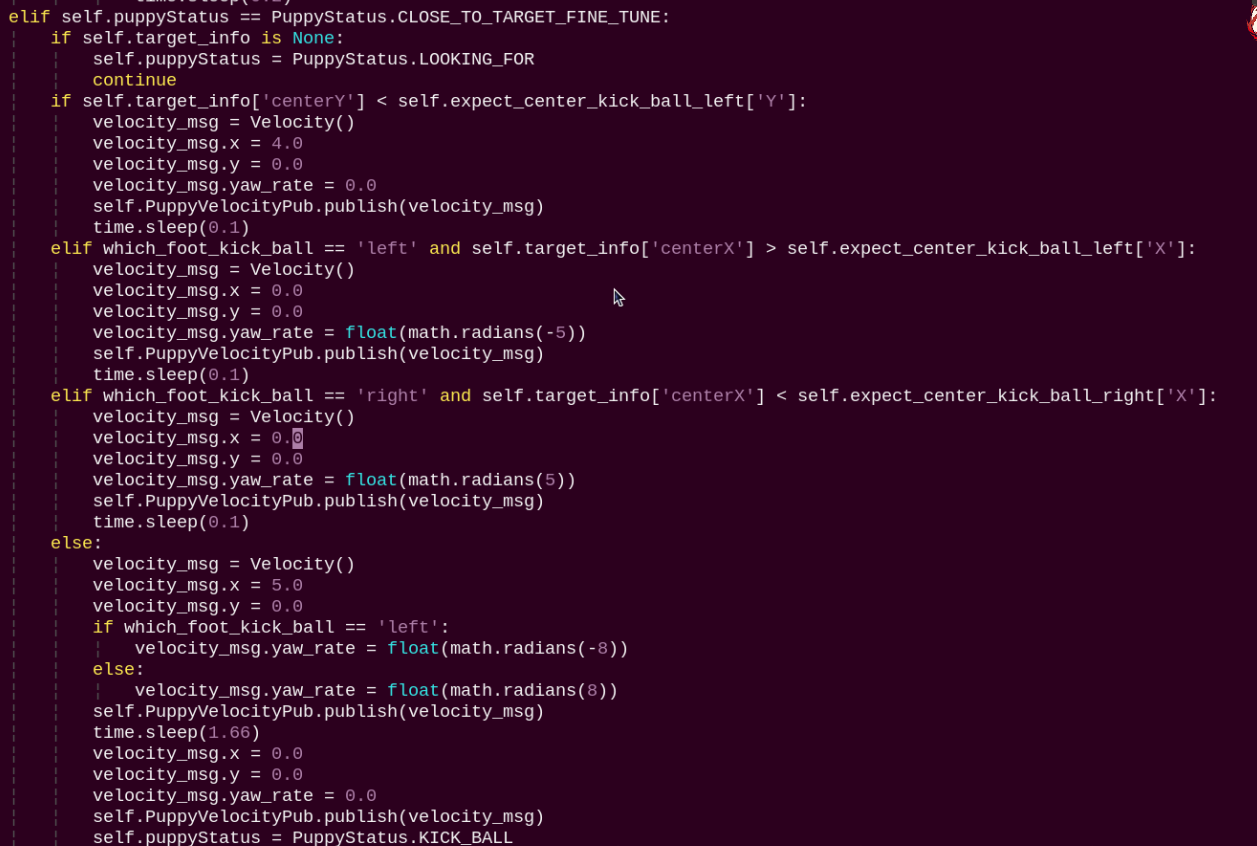 elif self.puppyStatus == PuppyStatus.CLOSE_TO_TARGET_FINE_TUNE:
if self.target_info is None:
self.puppyStatus = PuppyStatus.LOOKING_FOR
continue
if self.target_info['centerY'] < self.expect_center_kick_ball_left['Y']:
velocity_msg = Velocity()
velocity_msg.x = 4.0
velocity_msg.y = 0.0
velocity_msg.yaw_rate = 0.0
self.PuppyVelocityPub.publish(velocity_msg)
time.sleep(0.1)
elif which_foot_kick_ball == 'left' and self.target_info['centerX'] > self.expect_center_kick_ball_left['X']:
velocity_msg = Velocity()
velocity_msg.x = 0.0
velocity_msg.y = 0.0
velocity_msg.yaw_rate = float(math.radians(-5))
self.PuppyVelocityPub.publish(velocity_msg)
time.sleep(0.1)
elif which_foot_kick_ball == 'right' and self.target_info['centerX'] < self.expect_center_kick_ball_right['X']:
velocity_msg = Velocity()
velocity_msg.x = 0.0
velocity_msg.y = 0.0
velocity_msg.yaw_rate = float(math.radians(5))
self.PuppyVelocityPub.publish(velocity_msg)
time.sleep(0.1)
else:
velocity_msg = Velocity()
velocity_msg.x = 5.0
velocity_msg.y = 0.0
if which_foot_kick_ball == 'left':
velocity_msg.yaw_rate = float(math.radians(-8))
else:
velocity_msg.yaw_rate = float(math.radians(8))
self.PuppyVelocityPub.publish(velocity_msg)
time.sleep(1.66)
velocity_msg.x = 0.0
velocity_msg.y = 0.0
velocity_msg.yaw_rate = 0.0
self.PuppyVelocityPub.publish(velocity_msg)
self.puppyStatus = PuppyStatus.KICK_BALL